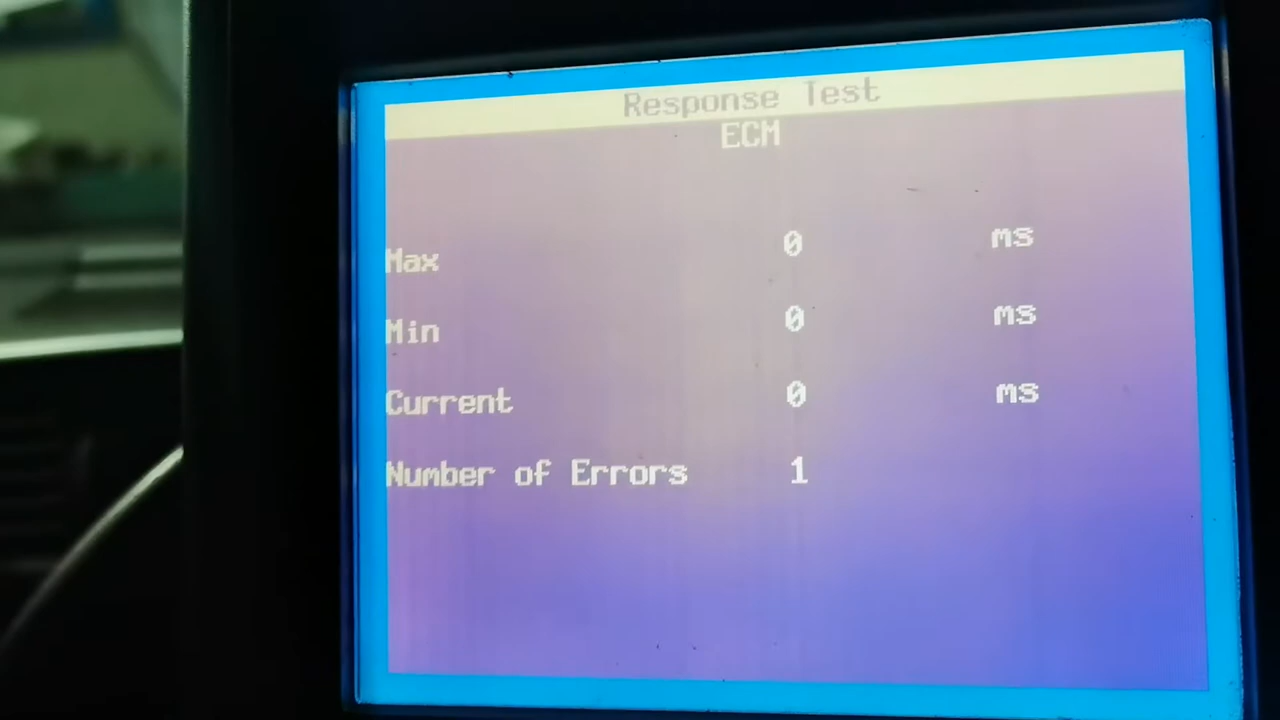 Response Test
ECM
Max 0 ms
Min 0 ms
Current 0 ms
Number of Errors 1